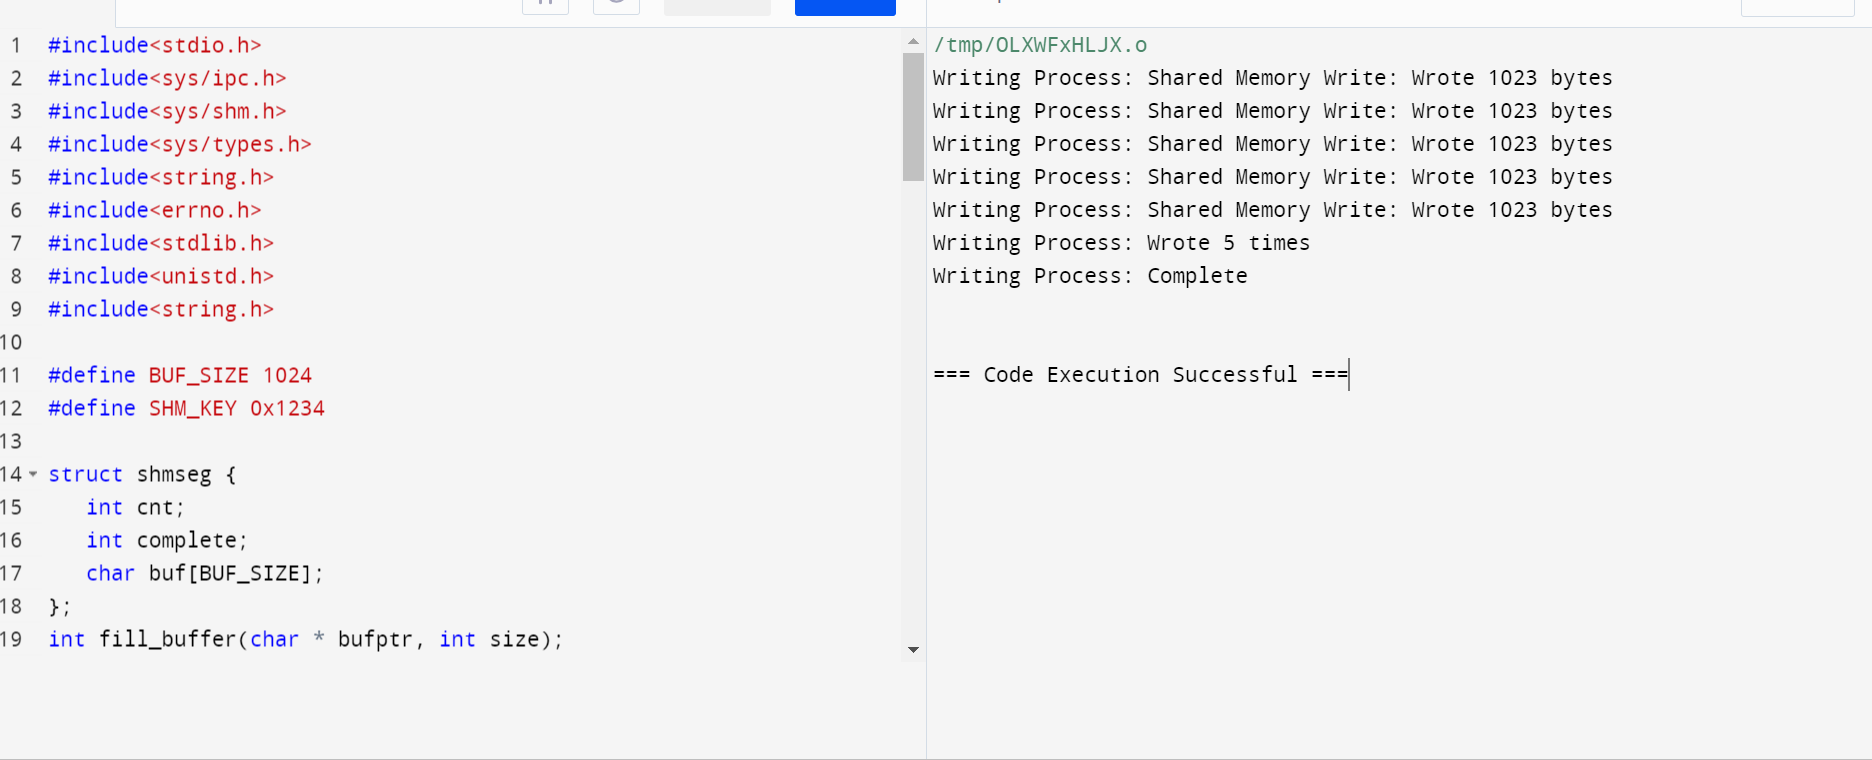 1 #include<stdio.h>
2 #include<sys/ipc.h>
3 #include<sys/shm.h>
4 #include<sys/types.h>
5 #include<string.h>
6 #include<errno.h>
7 #include<stdlib.h>
8 #include<unistd.h>
9 #include<string.h>
10
11 #define BUF_SIZE 1024
12 #define SHM_KEY 0x1234
13
14 struct shmseg {
15    int cnt;
16    int complete;
17    char buf[BUF_SIZE];
18 };
19 int fill_buffer(char * bufptr, int size);
/tmp/OLXWFxHLJX.o
Writing Process: Shared Memory Write: Wrote 1023 bytes
Writing Process: Shared Memory Write: Wrote 1023 bytes
Writing Process: Shared Memory Write: Wrote 1023 bytes
Writing Process: Shared Memory Write: Wrote 1023 bytes
Writing Process: Shared Memory Write: Wrote 1023 bytes
Writing Process: Wrote 5 times
Writing Process: Complete
=== Code Execution Successful ===